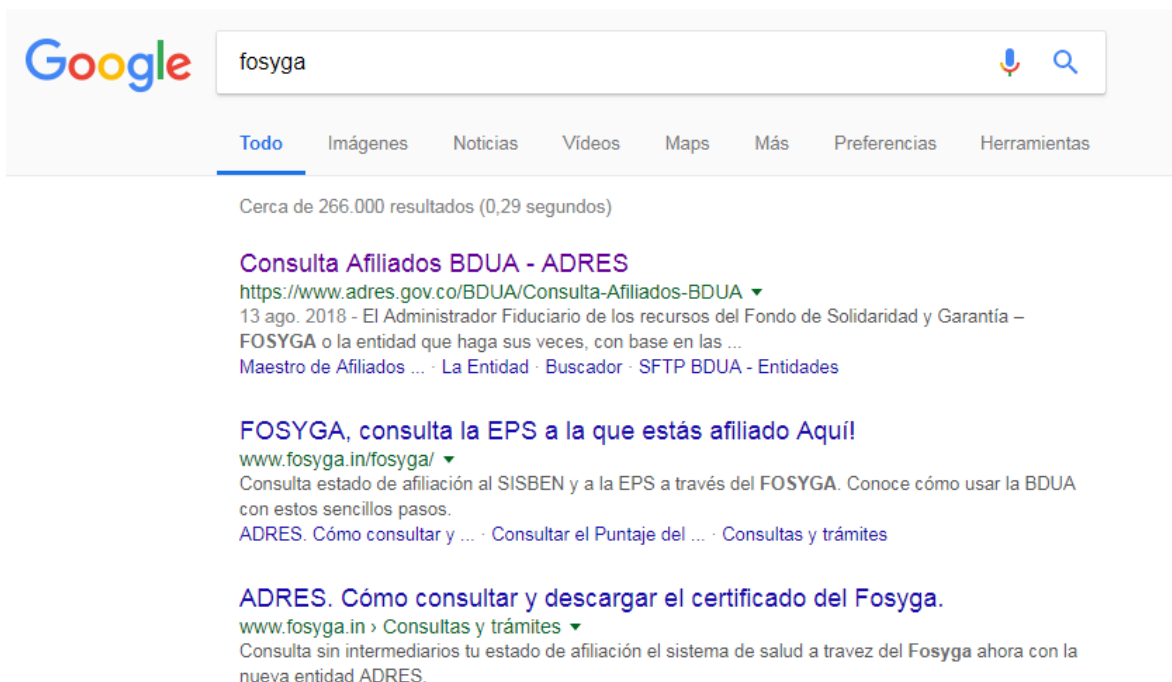 Google
fosyga
Todo Imágenes Noticias Vídeos Maps Más Preferencias Herramientas
Cerca de 266.000 resultados (0,29 segundos)
Consulta Afiliados BDUA - ADRES
https://www.adres.gov.co/BDUA/Consulta-Afiliados-BDUA
13 ago. 2018 - El Administrador Fiduciario de los recursos del Fondo de Solidaridad y Garantía –
FOSYGA o la entidad que haga sus veces, con base en las ...
Maestro de Afiliados ... · La Entidad · Buscador · SFTP BDUA - Entidades
FOSYGA, consulta la EPS a la que estás afiliado Aquí!
www.fosyga.in/fosyga/
Consulta estado de afiliación al SISBEN y a la EPS a través del FOSYGA. Conoce cómo usar la BDUA
con estos sencillos pasos.
ADRES. Cómo consultar y ... · Consultar el Puntaje del ... · Consultas y trámites
ADRES. Cómo consultar y descargar el certificado del Fosyga.
www.fosyga.in › Consultas y trámites
Consulta sin intermediarios tu estado de afiliación el sistema de salud a travez del Fosyga ahora con la
nueva entidad ADRES.